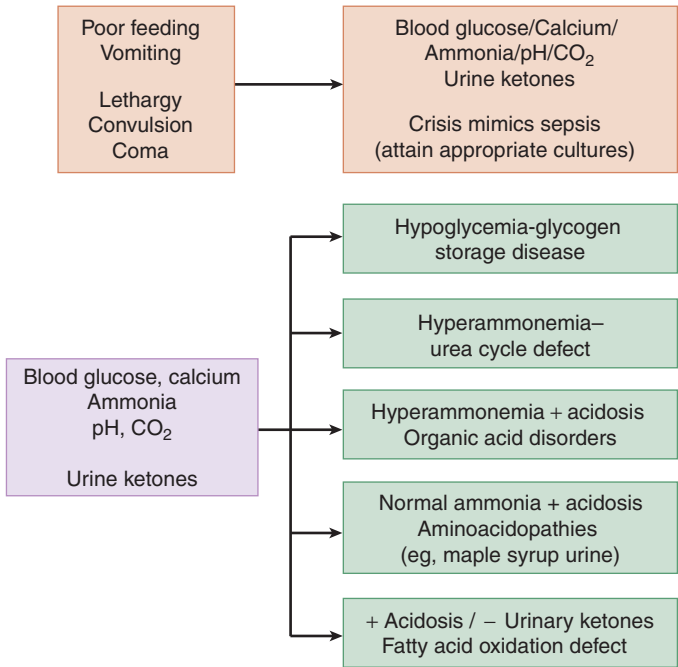 Poor feeding
Vomiting
Lethargy
Convulsion
Coma
Blood glucose/Calcium/
Ammonia/pH/CO₂
Urine ketones
Crisis mimics sepsis
(attain appropriate cultures)
Blood glucose, calcium
Ammonia
pH, CO₂
Urine ketones
Hypoglycemia-glycogen
storage disease
Hyperammonemia–
urea cycle defect
Hyperammonemia + acidosis
Organic acid disorders
Normal ammonia + acidosis
Aminoacidopathies
(eg, maple syrup urine)
+ Acidosis / − Urinary ketones
Fatty acid oxidation defect